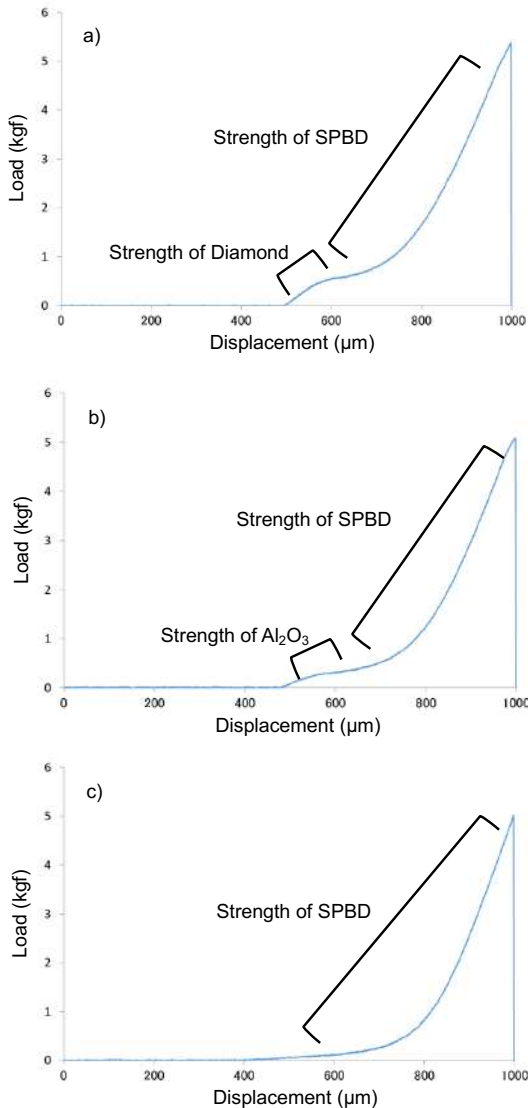 a)
6
5
4
3
2
1
0
Load (kgf)
Strength of SPBD
Strength of Diamond
0 200 400 600 800 1000
Displacement (μm)
b)
6
5
4
3
2
1
0
Load (kgf)
Strength of SPBD
Strength of Al₂O₃
0 200 400 600 800 1000
Displacement (μm)
c)
6
5
4
3
2
1
0
Load (kgf)
Strength of SPBD
0 200 400 600 800 1000
Displacement (μm)